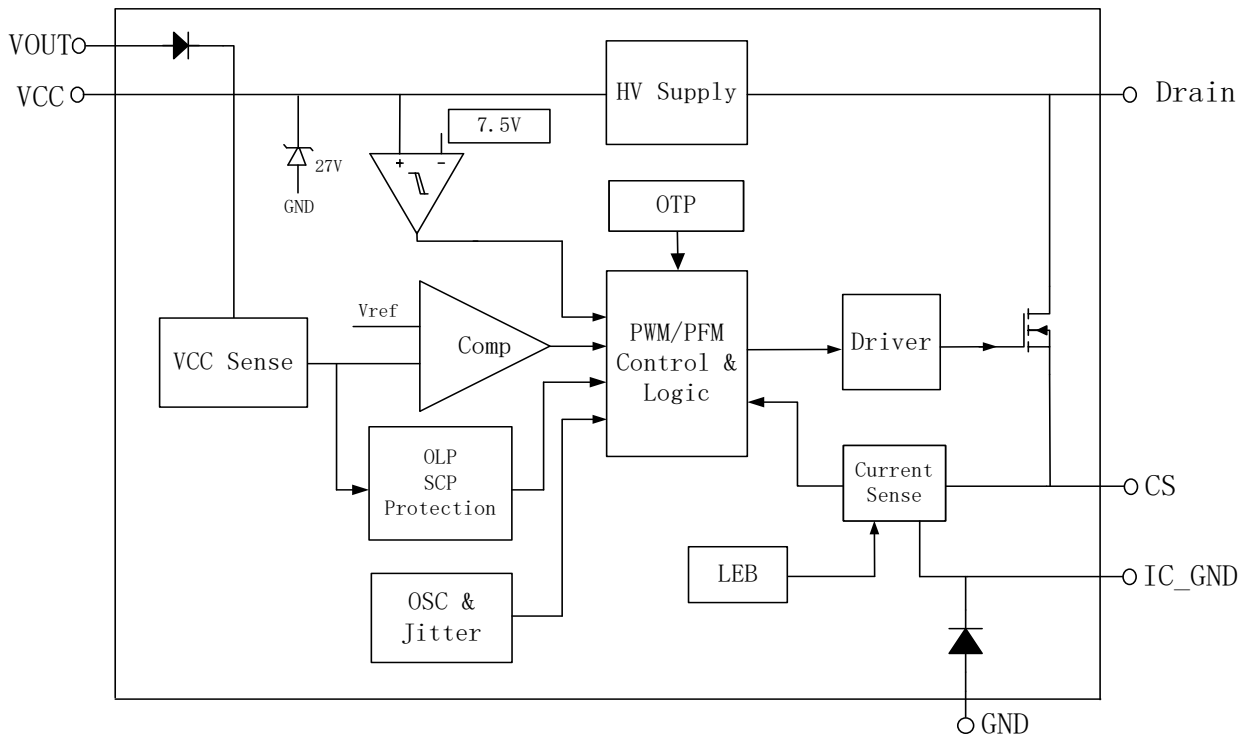 VOUT
VCC
HV Supply
Drain
7.5V
+ -
27V
GND
OTP
Vref
Comp
VCC Sense
PWM/PFM
Control &
Logic
Driver
OLP
SCP
Protection
Current
Sense
CS
LEB
IC_GND
OSC &
Jitter
GND